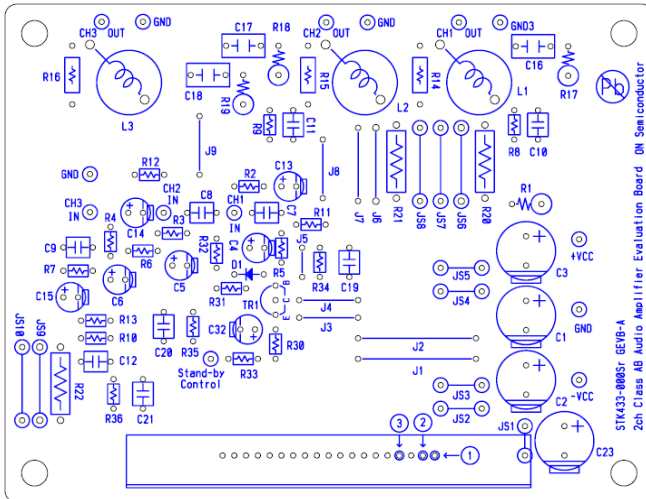 CH3 OUT
GND
C17
R18
CH2 OUT
GND
CH1 OUT
GND3
C16
R17
R16
L3
C18
R19
R15
L2
R14
L1
Pb
R9
C11
R8
C10
J9
J8
J7
J6
R21
JS8
JS7
JS6
R20
GND
R12
R2
C13
R1
CH3 IN
C14
CH2 IN
C8
CH1 IN
C7
R11
R4
R3
+VCC
C9
R6
R32
C4
R5
J5
R34
C19
C3
R7
C6
C5
D1
JS5
JS4
C15
R31
TR1
B
C
E
J4
J3
GND
R13
R10
C20
R35
C32
R30
C1
JS10
JS9
C12
R33
J2
J1
Stand-by
Control
-VCC
R22
R36
C21
JS3
JS2
C2
JS1
C23
3
2
1
STK433-000Sr GEVB-A
2ch Class AB Audio Amplifier Evaluation Board ON Semiconductor